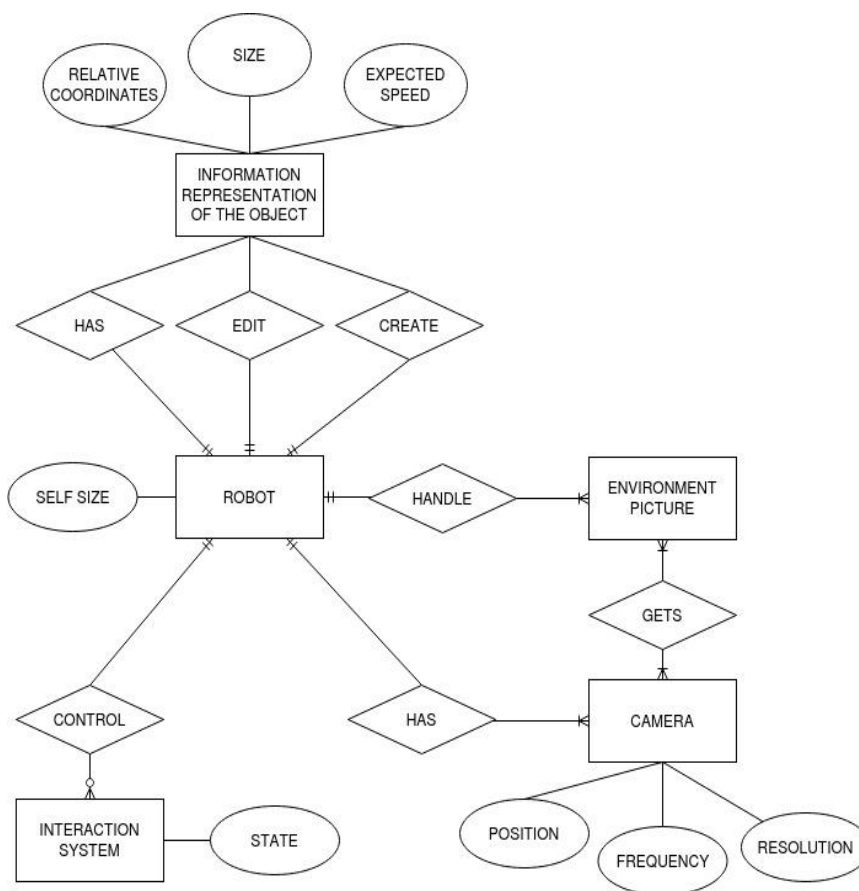 SIZE
RELATIVE
COORDINATES
EXPECTED
SPEED
INFORMATION
REPRESENTATION
OF THE OBJECT
HAS
EDIT
CREATE
SELF SIZE
ROBOT
HANDLE
ENVIRONMENT
PICTURE
GETS
CONTROL
HAS
CAMERA
INTERACTION
SYSTEM
STATE
POSITION
FREQUENCY
RESOLUTION